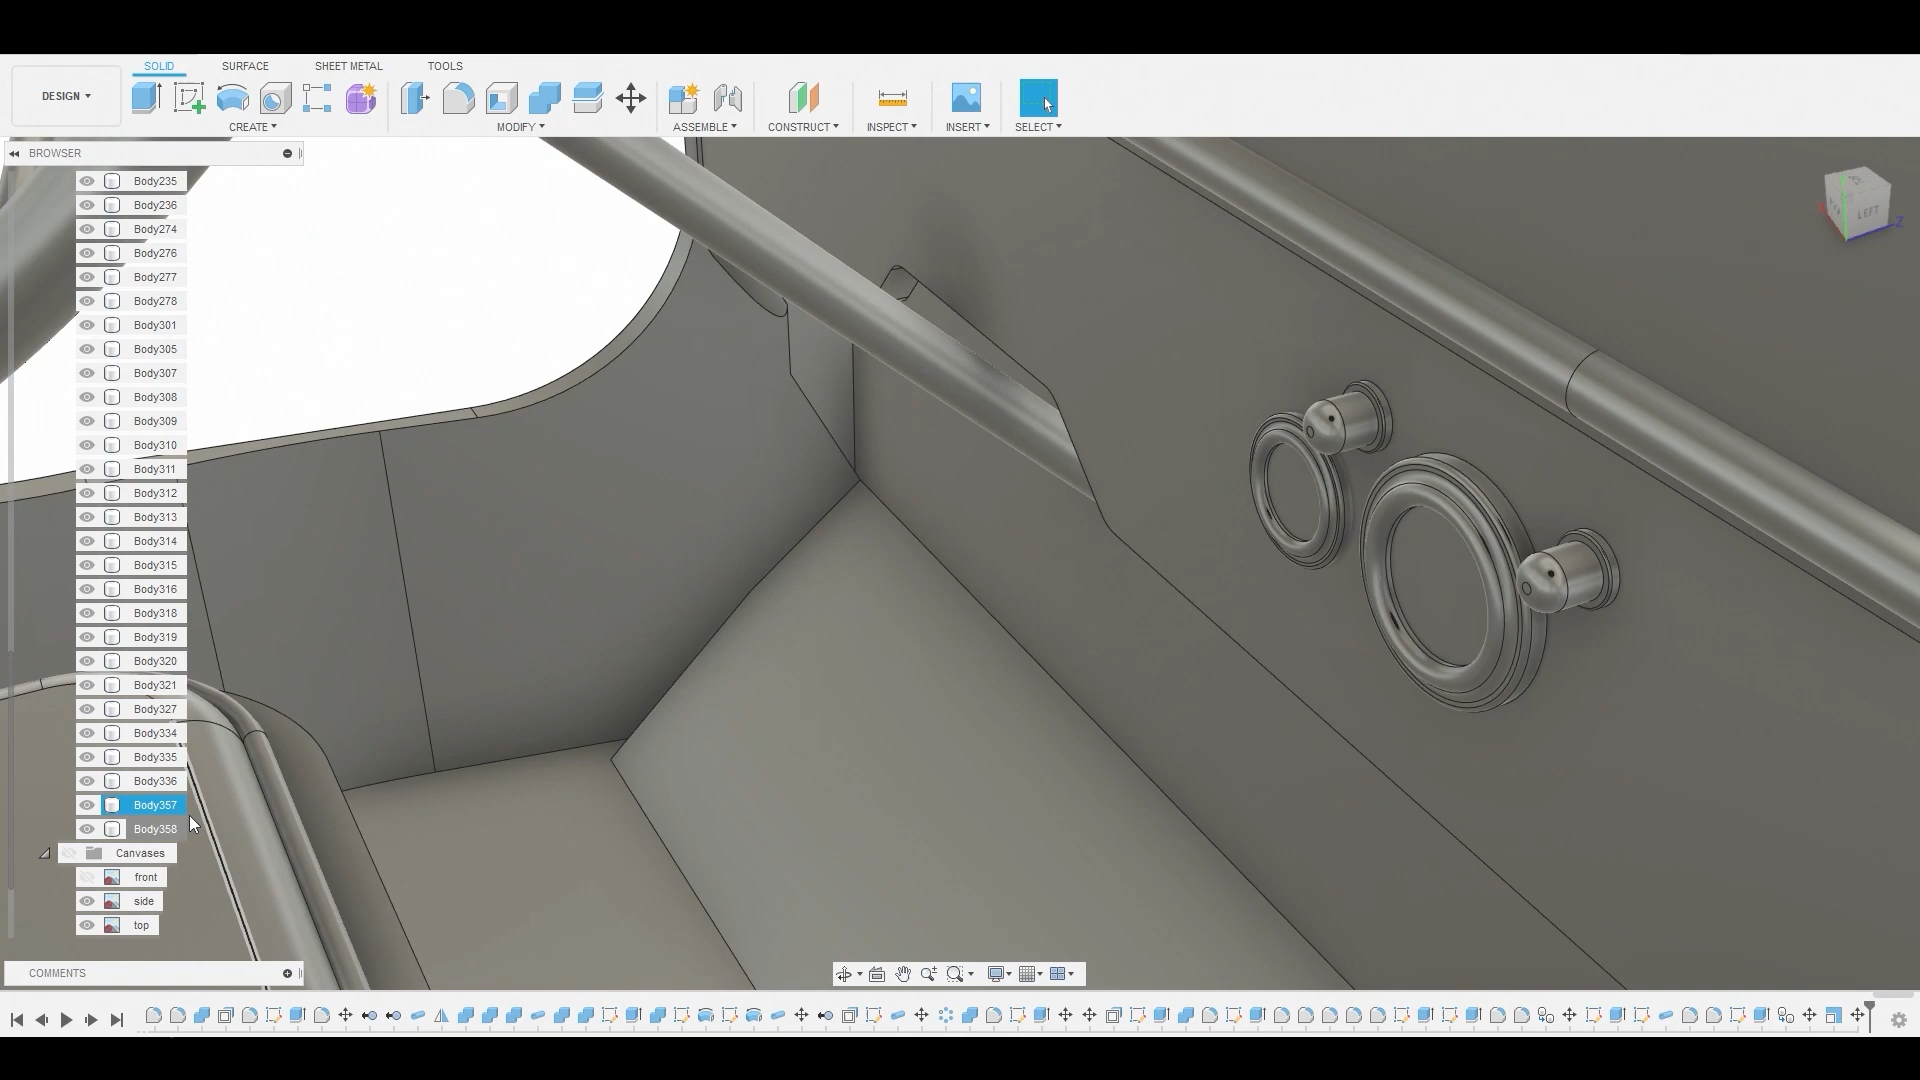 SOLID SURFACE SHEET METAL TOOLS
DESIGN
CREATE MODIFY ASSEMBLE CONSTRUCT INSPECT INSERT SELECT
BROWSER
Body235
Body236
Body274
Body276
Body277
Body278
Body301
Body305
Body307
Body308
Body309
Body310
Body311
Body312
Body313
Body314
Body315
Body316
Body318
Body319
Body320
Body321
Body327
Body334
Body335
Body336
Body357
Body358
Canvases
front
side
top
COMMENTS
LEFT
Z